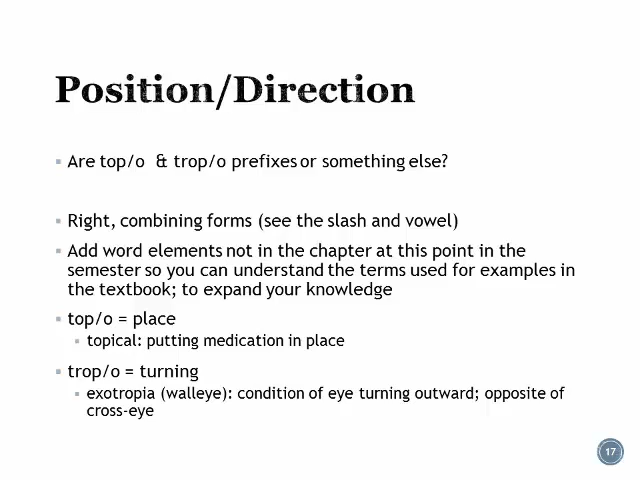 Position/Direction
Are top/o & trop/o prefixes or something else?
Right, combining forms (see the slash and vowel)
Add word elements not in the chapter at this point in the
semester so you can understand the terms used for examples in
the textbook; to expand your knowledge
top/o = place
topical: putting medication in place
trop/o = turning
exotropia (walleye): condition of eye turning outward; opposite of
cross-eye
17